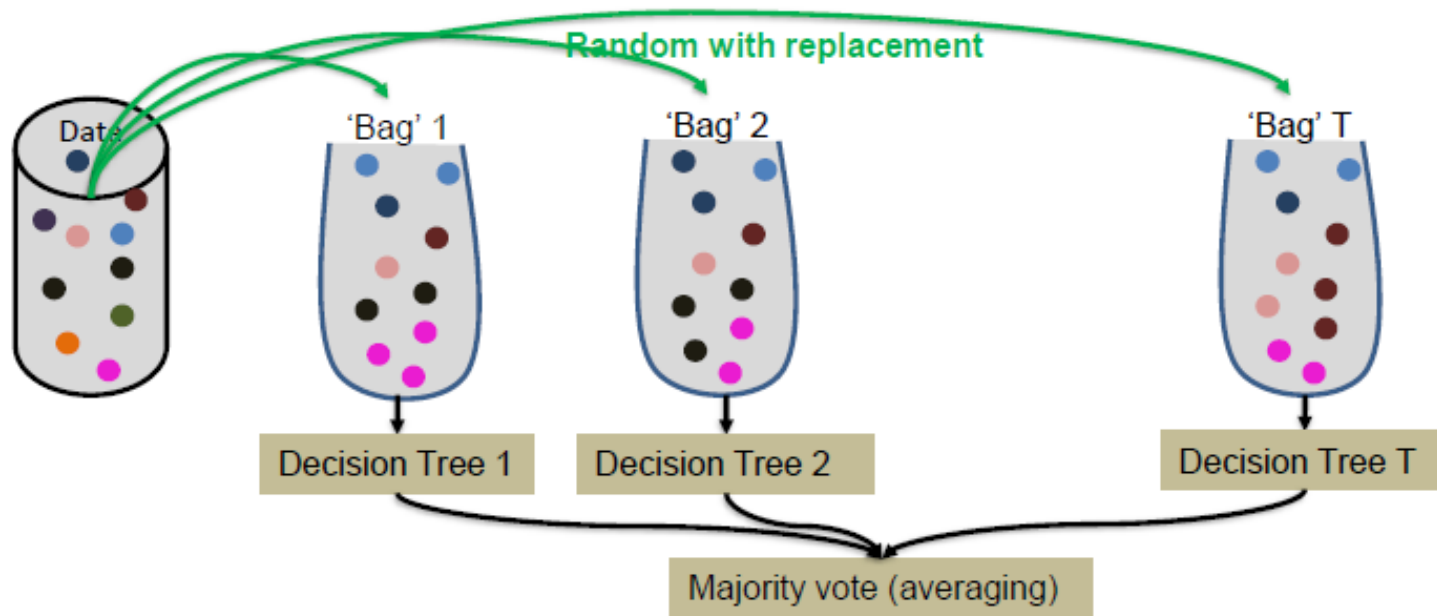 Random with replacement
Data
‘Bag’ 1
‘Bag’ 2
‘Bag’ T
Decision Tree 1
Decision Tree 2
Decision Tree T
Majority vote (averaging)